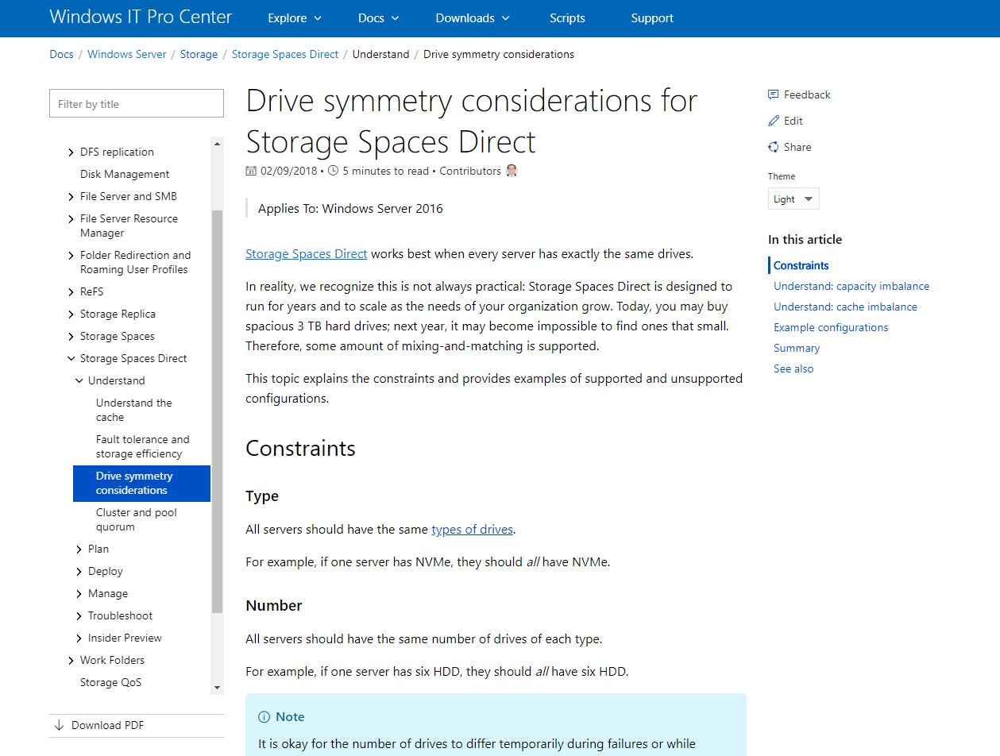 Windows IT Pro Center
Explore
Docs
Downloads
Scripts
Support
Docs / Windows Server / Storage / Storage Spaces Direct / Understand / Drive symmetry considerations
Filter by title
DFS replication
Disk Management
File Server and SMB
File Server Resource
Manager
Folder Redirection and
Roaming User Profiles
ReFS
Storage Replica
Storage Spaces
Storage Spaces Direct
Understand
Understand the
cache
Fault tolerance and
storage efficiency
Drive symmetry
considerations
Cluster and pool
quorum
Plan
Deploy
Manage
Troubleshoot
Insider Preview
Work Folders
Storage QoS
Download PDF
Drive symmetry considerations for
Storage Spaces Direct
02/09/2018 • 5 minutes to read • Contributors
Applies To: Windows Server 2016
Storage Spaces Direct works best when every server has exactly the same drives.
In reality, we recognize this is not always practical: Storage Spaces Direct is designed to
run for years and to scale as the needs of your organization grow. Today, you may buy
spacious 3 TB hard drives; next year, it may become impossible to find ones that small.
Therefore, some amount of mixing-and-matching is supported.
This topic explains the constraints and provides examples of supported and unsupported
configurations.
Constraints
Type
All servers should have the same types of drives.
For example, if one server has NVMe, they should all have NVMe.
Number
All servers should have the same number of drives of each type.
For example, if one server has six HDD, they should all have six HDD.
Note
It is okay for the number of drives to differ temporarily during failures or while
Feedback
Edit
Share
Theme
Light
In this article
Constraints
Understand: capacity imbalance
Understand: cache imbalance
Example configurations
Summary
See also